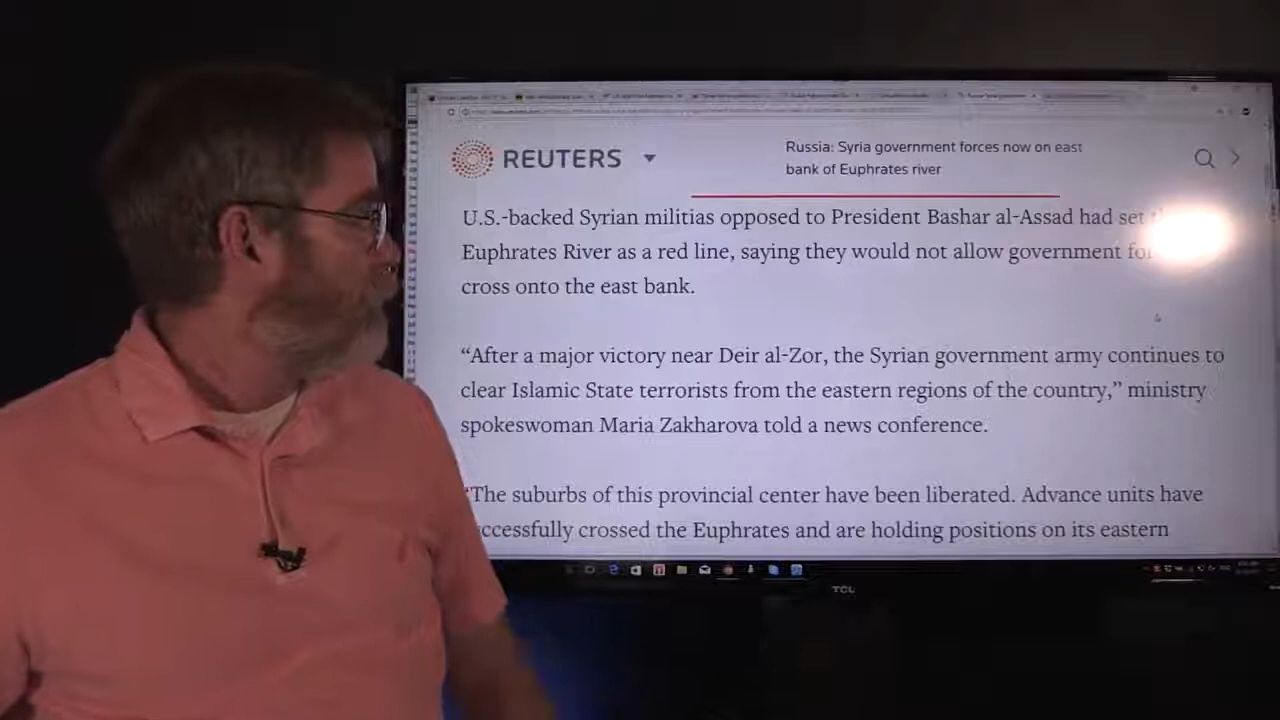 REUTERS
Russia: Syria government forces now on east
bank of Euphrates river
U.S.-backed Syrian militias opposed to President Bashar al-Assad had set
Euphrates River as a red line, saying they would not allow government
cross onto the east bank.
“After a major victory near Deir al-Zor, the Syrian government army continues to
clear Islamic State terrorists from the eastern regions of the country,” ministry
spokeswoman Maria Zakharova told a news conference.
“The suburbs of this provincial center have been liberated. Advance units have
ccessfully crossed the Euphrates and are holding positions on its eastern
TCL